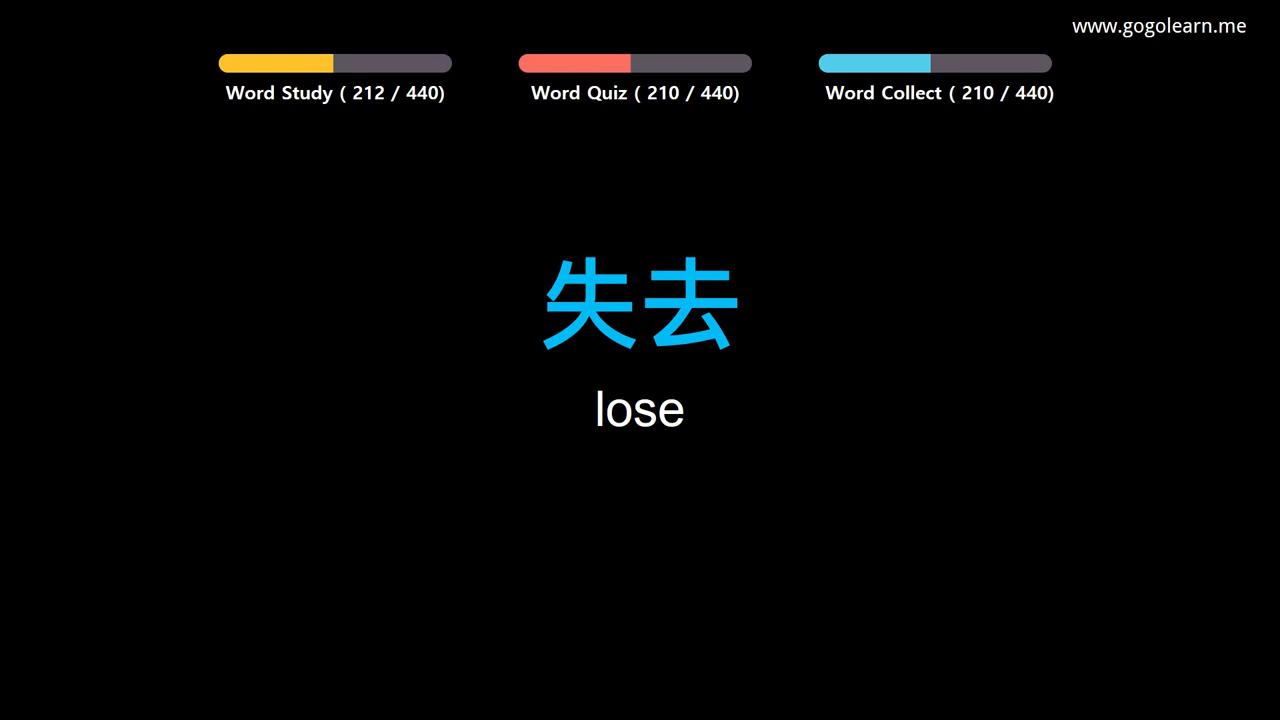 www.gogolearn.me
Word Study ( 212 / 440)
Word Quiz ( 210 / 440)
Word Collect ( 210 / 440)
失去
lose